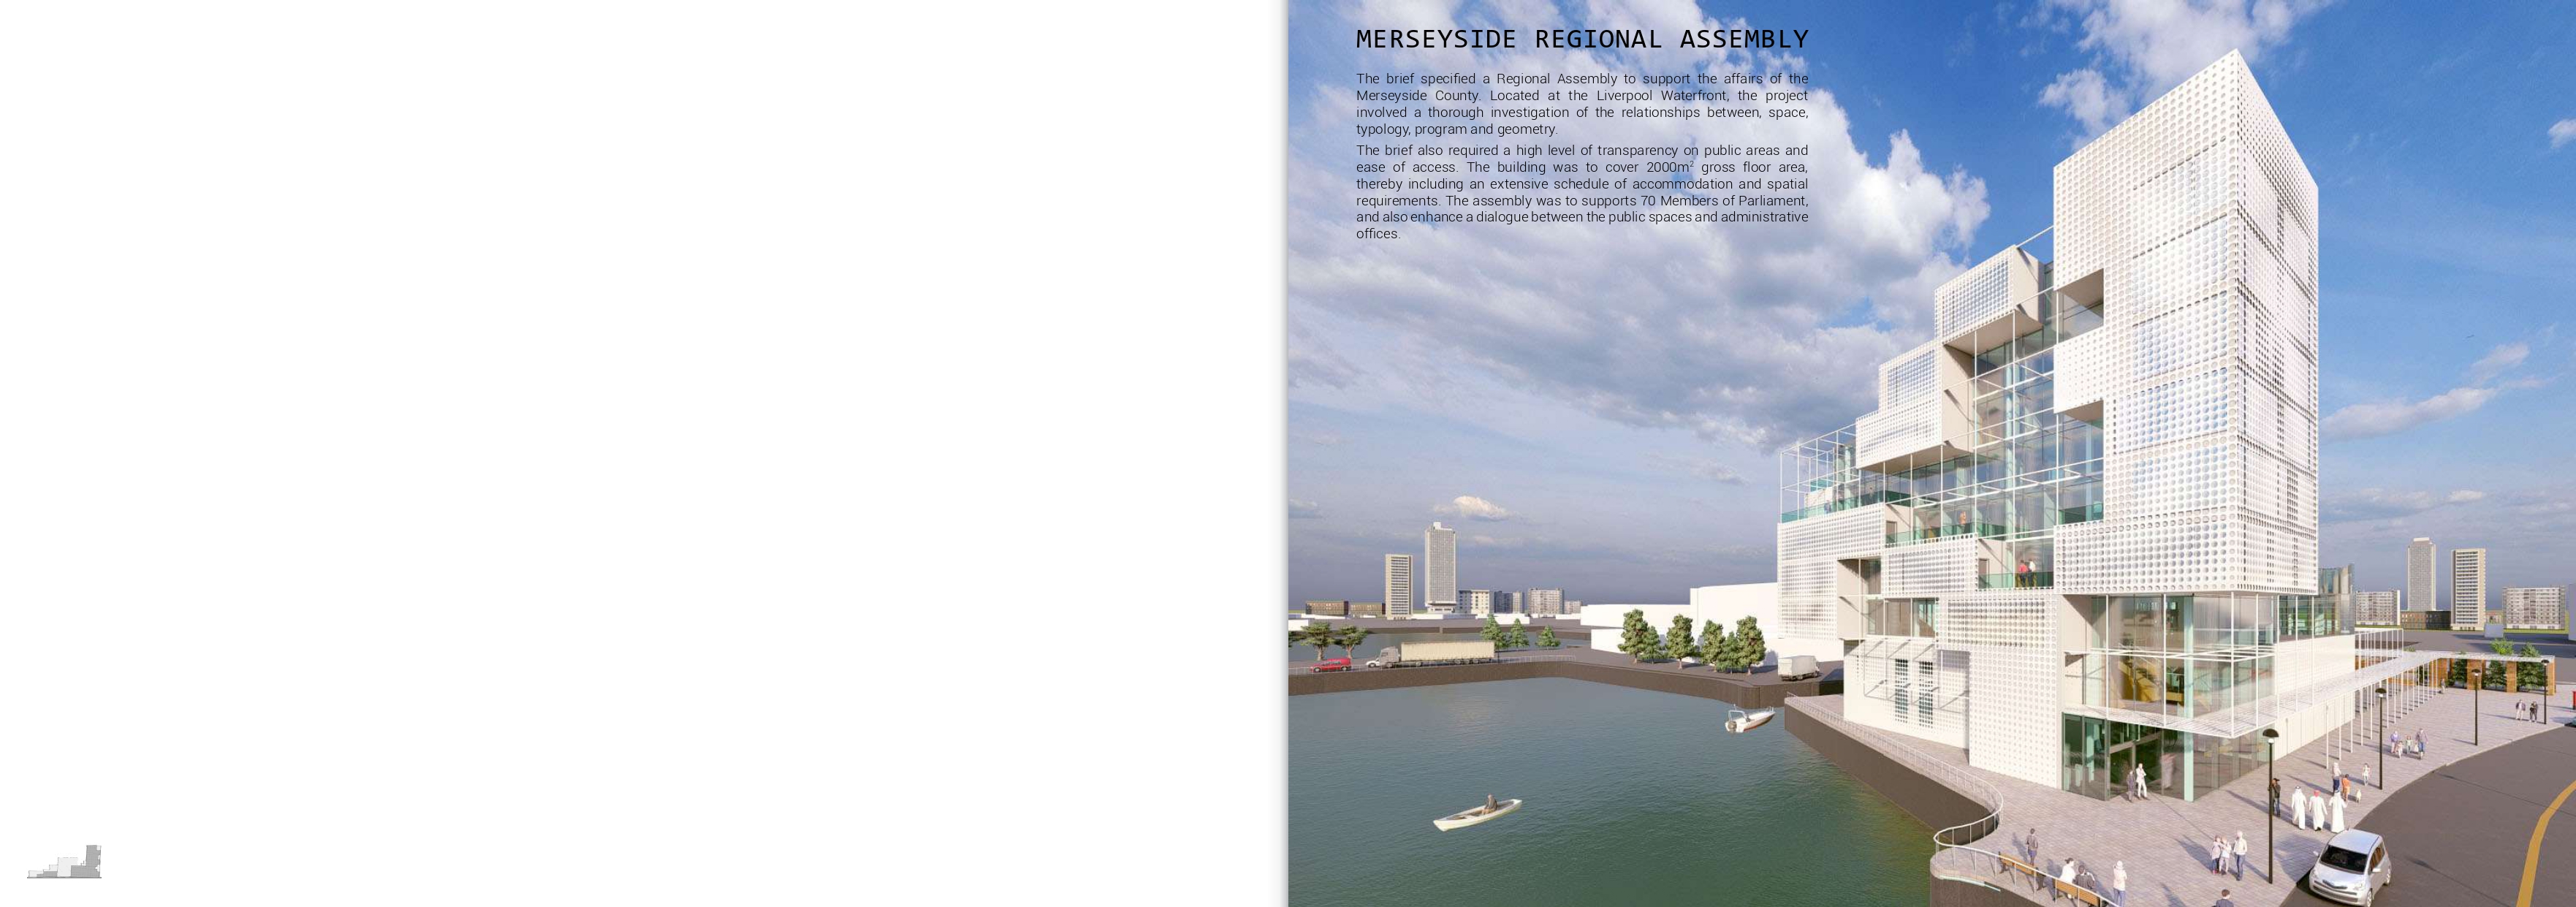 MERSEYSIDE REGIONAL ASSEMBLY
The brief specified a Regional Assembly to support the affairs of the
Merseyside County. Located at the Liverpool Waterfront, the project
involved a thorough investigation of the relationships between, space,
typology, program and geometry.
The brief also required a high level of transparency on public areas and
ease of access. The building was to cover 2000m² gross floor area,
thereby including an extensive schedule of accommodation and spatial
requirements. The assembly was to supports 70 Members of Parliament,
and also enhance a dialogue between the public spaces and administrative
offices.